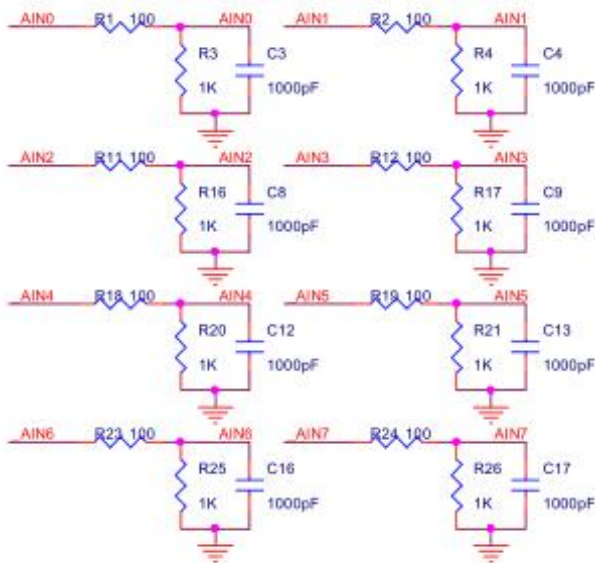 AIN0 R1 100 AIN0 AIN1 R2 100 AIN1
R3 C3 R4 C4
1K 1000pF 1K 1000pF
AIN2 R11 100 AIN2 AIN3 R12 100 AIN3
R16 C8 R17 C9
1K 1000pF 1K 1000pF
AIN4 R18 100 AIN4 AIN5 R19 100 AIN5
R20 C12 R21 C13
1K 1000pF 1K 1000pF
AIN6 R23 100 AIN6 AIN7 R24 100 AIN7
R25 C16 R26 C17
1K 1000pF 1K 1000pF